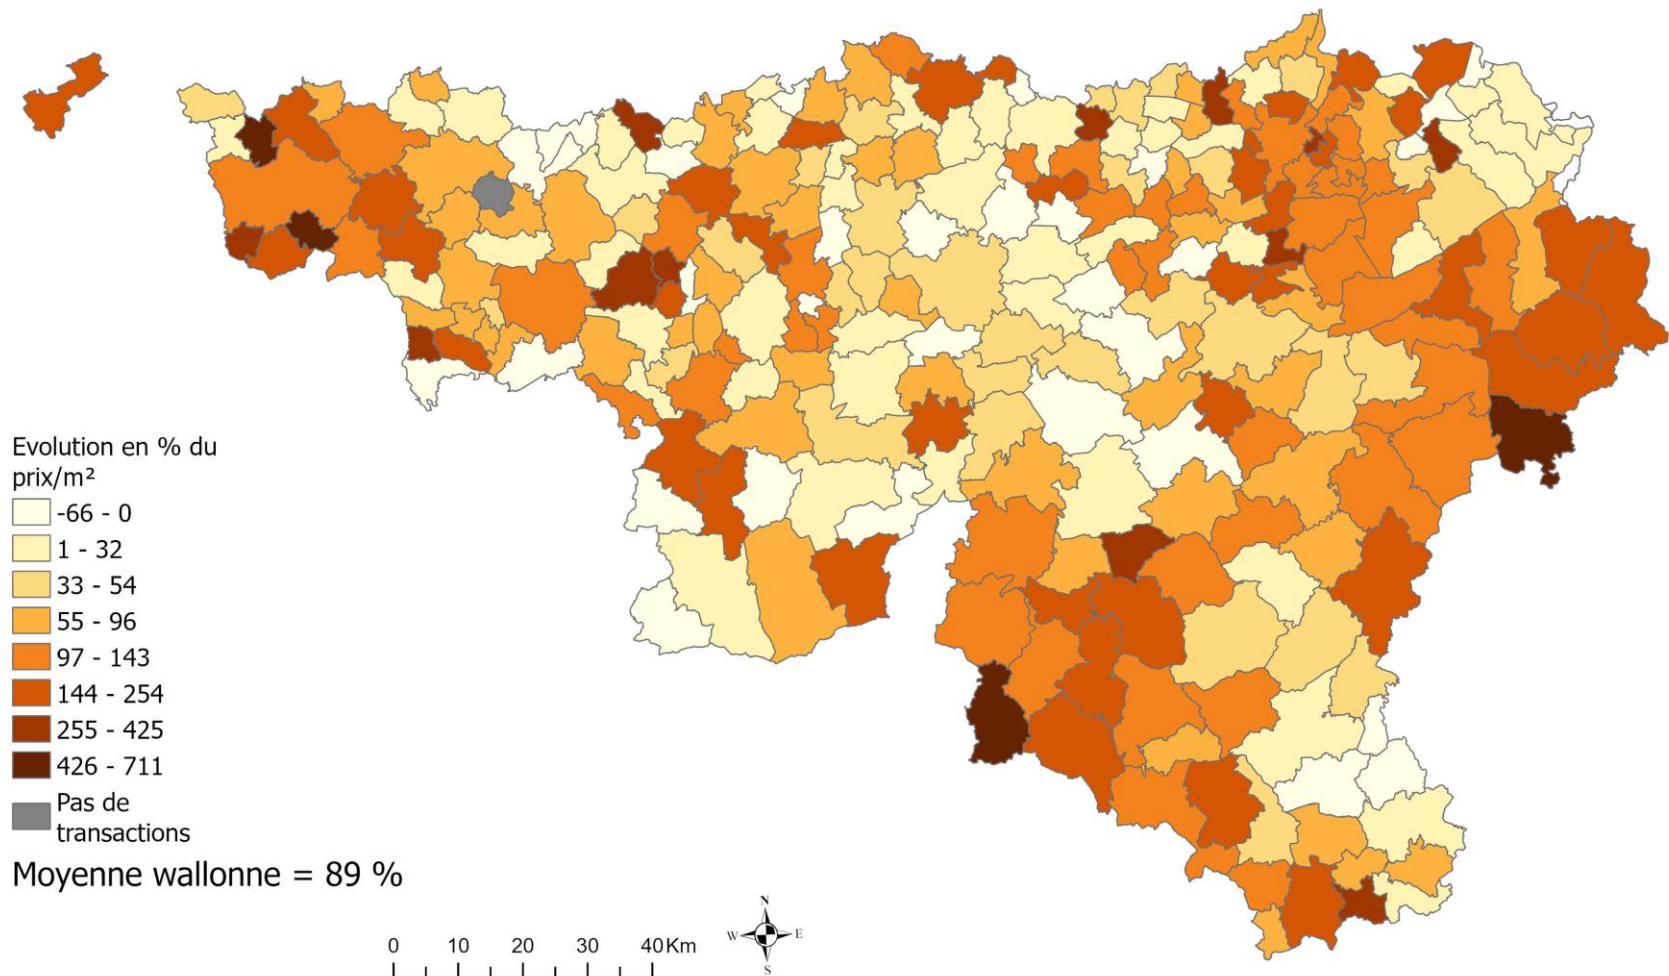 Evolution en % du
prix/m²
-66 - 0
1 - 32
33 - 54
55 - 96
97 - 143
144 - 254
255 - 425
426 - 711
Pas de
transactions
Moyenne wallonne = 89 %
0 10 20 30 40 Km
N
W E
S